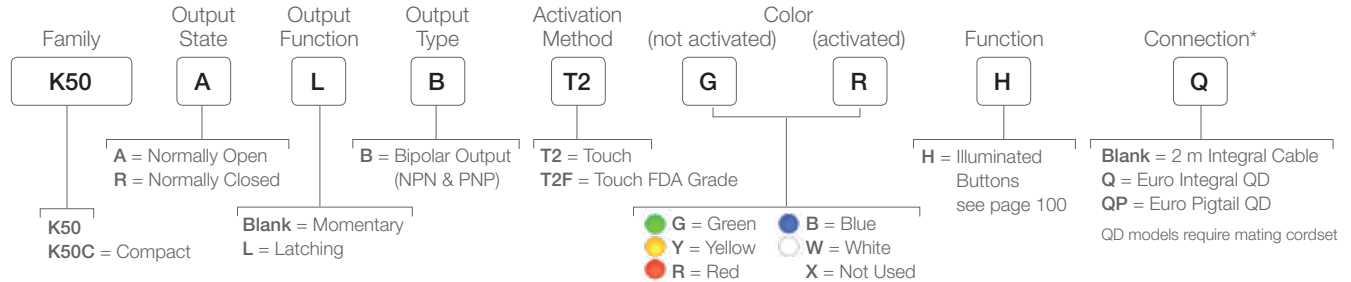 Family
Output
State
Output
Function
Output
Type
Activation
Method
Color
(not activated) (activated)
Function
Connection*
K50 A L B T2 G R H Q
K50
K50C = Compact
A = Normally Open
R = Normally Closed
Blank = Momentary
L = Latching
B = Bipolar Output
(NPN & PNP)
T2 = Touch
T2F = Touch FDA Grade
G = Green
Y = Yellow
R = Red
B = Blue
W = White
X = Not Used
H = Illuminated
Buttons
see page 100
Blank = 2 m Integral Cable
Q = Euro Integral QD
QP = Euro Pigtail QD
QD models require mating cordset